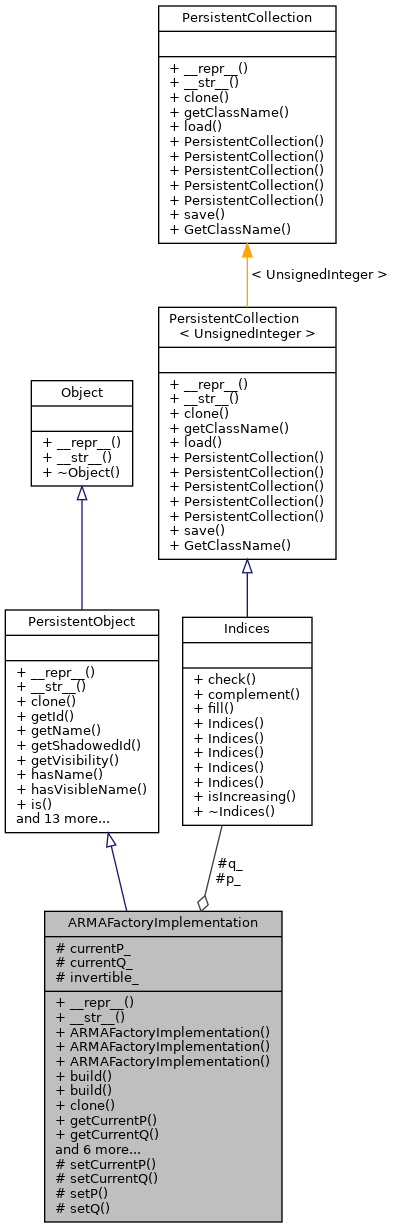 PersistentCollection
+ __repr__()
+ __str__()
+ clone()
+ getClassName()
+ load()
+ PersistentCollection()
+ PersistentCollection()
+ PersistentCollection()
+ PersistentCollection()
+ PersistentCollection()
+ save()
+ GetClassName()
< UnsignedInteger >
PersistentCollection
< UnsignedInteger >
+ __repr__()
+ __str__()
+ clone()
+ getClassName()
+ load()
+ PersistentCollection()
+ PersistentCollection()
+ PersistentCollection()
+ PersistentCollection()
+ PersistentCollection()
+ save()
+ GetClassName()
Object
+ __repr__()
+ __str__()
+ ~Object()
PersistentObject
+ __repr__()
+ __str__()
+ clone()
+ getId()
+ getName()
+ getShadowedId()
+ getVisibility()
+ hasName()
+ hasVisibleName()
+ is()
and 13 more...
Indices
+ check()
+ complement()
+ fill()
+ Indices()
+ Indices()
+ Indices()
+ Indices()
+ Indices()
+ isIncreasing()
+ ~Indices()
#q_
#p_
ARMAFactoryImplementation
# currentP_
# currentQ_
# invertible_
+ __repr__()
+ __str__()
+ ARMAFactoryImplementation()
+ ARMAFactoryImplementation()
+ ARMAFactoryImplementation()
+ build()
+ build()
+ clone()
+ getCurrentP()
+ getCurrentQ()
and 6 more...
# setCurrentP()
# setCurrentQ()
# setP()
# setQ()